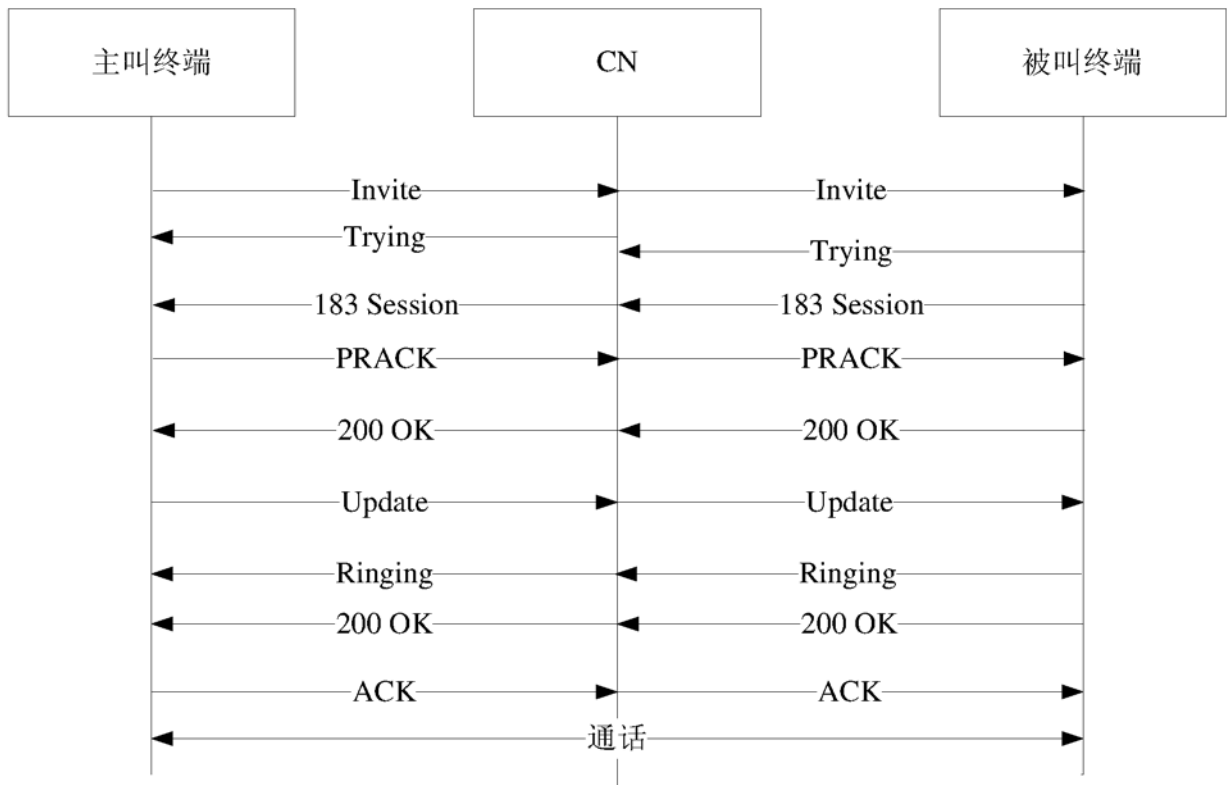 主叫终端
CN
被叫终端
Invite
Invite
Trying
Trying
183 Session
183 Session
PRACK
PRACK
200 OK
200 OK
Update
Update
Ringing
Ringing
200 OK
200 OK
ACK
ACK
通话